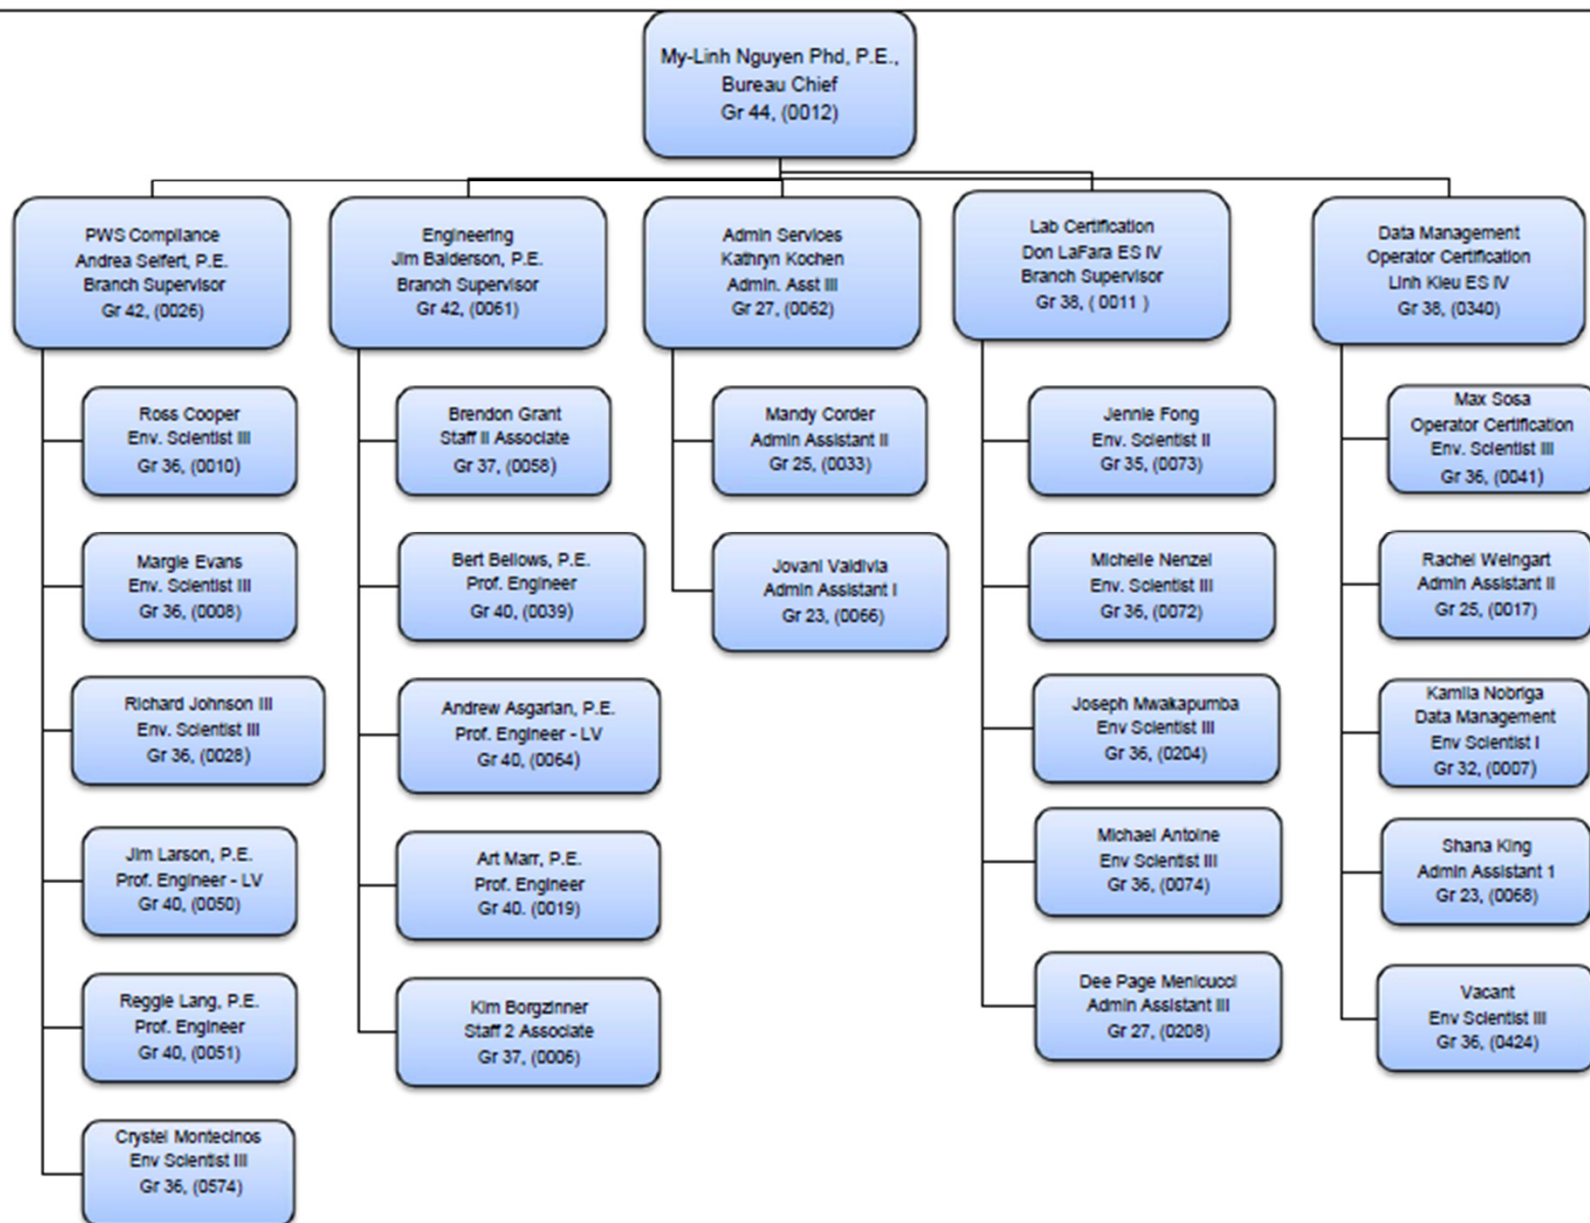 My-Linh Nguyen Phd, P.E.,
Bureau Chief
Gr 44, (0012)
PWS Compliance
Andrea Seifert, P.E.
Branch Supervisor
Gr 42, (0026)
Ross Cooper
Env. Scientist III
Gr 36, (0010)
Margie Evans
Env. Scientist III
Gr 36, (0008)
Richard Johnson III
Env. Scientist III
Gr 36, (0028)
Jim Larson, P.E.
Prof. Engineer - LV
Gr 40, (0050)
Reggie Lang, P.E.
Prof. Engineer
Gr 40, (0051)
Crystel Montecinos
Env Scientist III
Gr 36, (0574)
Engineering
Jim Balderson, P.E.
Branch Supervisor
Gr 42, (0061)
Brendon Grant
Staff II Associate
Gr 37, (0058)
Bert Bellows, P.E.
Prof. Engineer
Gr 40, (0039)
Andrew Asgarian, P.E.
Prof. Engineer - LV
Gr 40, (0064)
Art Marr, P.E.
Prof. Engineer
Gr 40. (0019)
Kim Borgzinner
Staff 2 Associate
Gr 37, (0006)
Admin Services
Kathryn Kochen
Admin. Asst III
Gr 27, (0062)
Mandy Corder
Admin Assistant II
Gr 25, (0033)
Jovani Valdivia
Admin Assistant I
Gr 23, (0066)
Lab Certification
Don LaFara ES IV
Branch Supervisor
Gr 38, ( 0011 )
Jennie Fong
Env. Scientist II
Gr 35, (0073)
Michelle Nenzel
Env. Scientist III
Gr 36, (0072)
Joseph Mwakapumba
Env Scientist III
Gr 36, (0204)
Michael Antoine
Env Scientist III
Gr 36, (0074)
Dee Page Menicucci
Admin Assistant III
Gr 27, (0208)
Data Management
Operator Certification
Linh Kieu ES IV
Gr 38, (0340)
Max Sosa
Operator Certification
Env. Scientist III
Gr 36, (0041)
Rachel Weingart
Admin Assistant II
Gr 25, (0017)
Kamila Nobriga
Data Management
Env Scientist I
Gr 32, (0007)
Shana King
Admin Assistant 1
Gr 23, (0068)
Vacant
Env Scientist III
Gr 36, (0424)